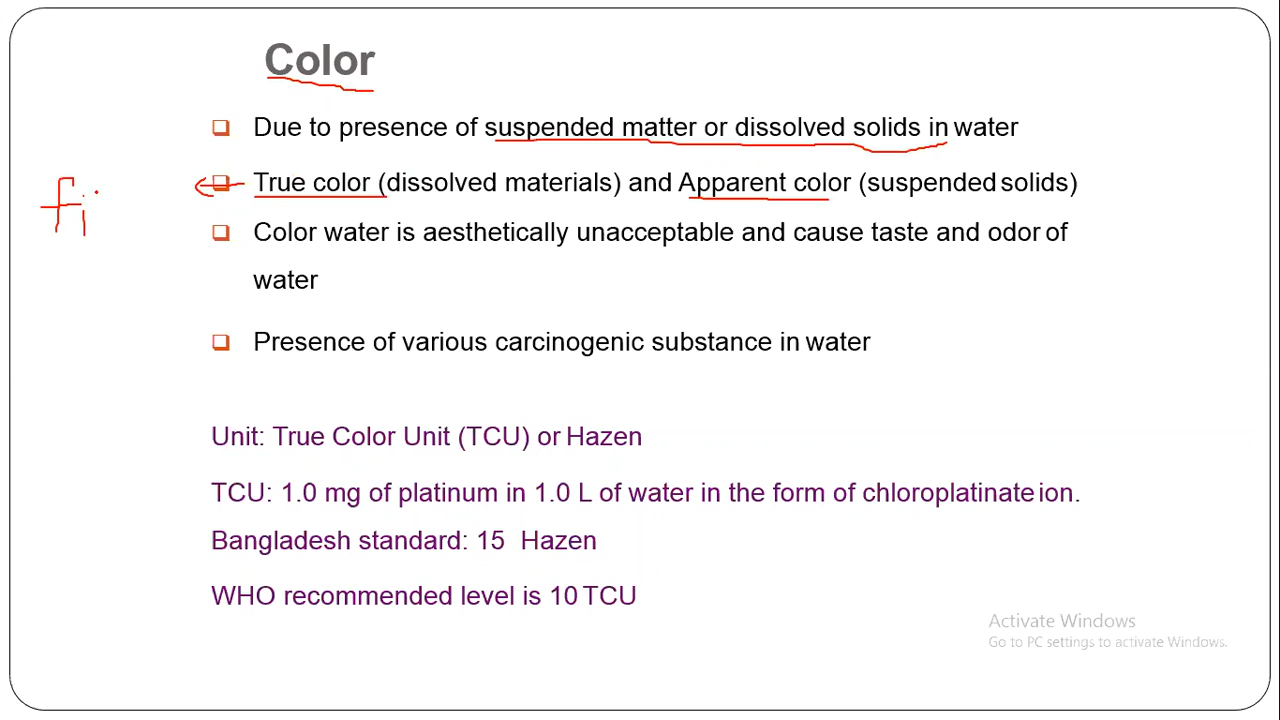 Color
Due to presence of suspended matter or dissolved solids in water
fi
True color (dissolved materials) and Apparent color (suspended solids)
Color water is aesthetically unacceptable and cause taste and odor of
water
Presence of various carcinogenic substance in water
Unit: True Color Unit (TCU) or Hazen
TCU: 1.0 mg of platinum in 1.0 L of water in the form of chloroplatinate ion.
Bangladesh standard: 15 Hazen
WHO recommended level is 10 TCU
Activate Windows
Go to PC settings to activate Windows.